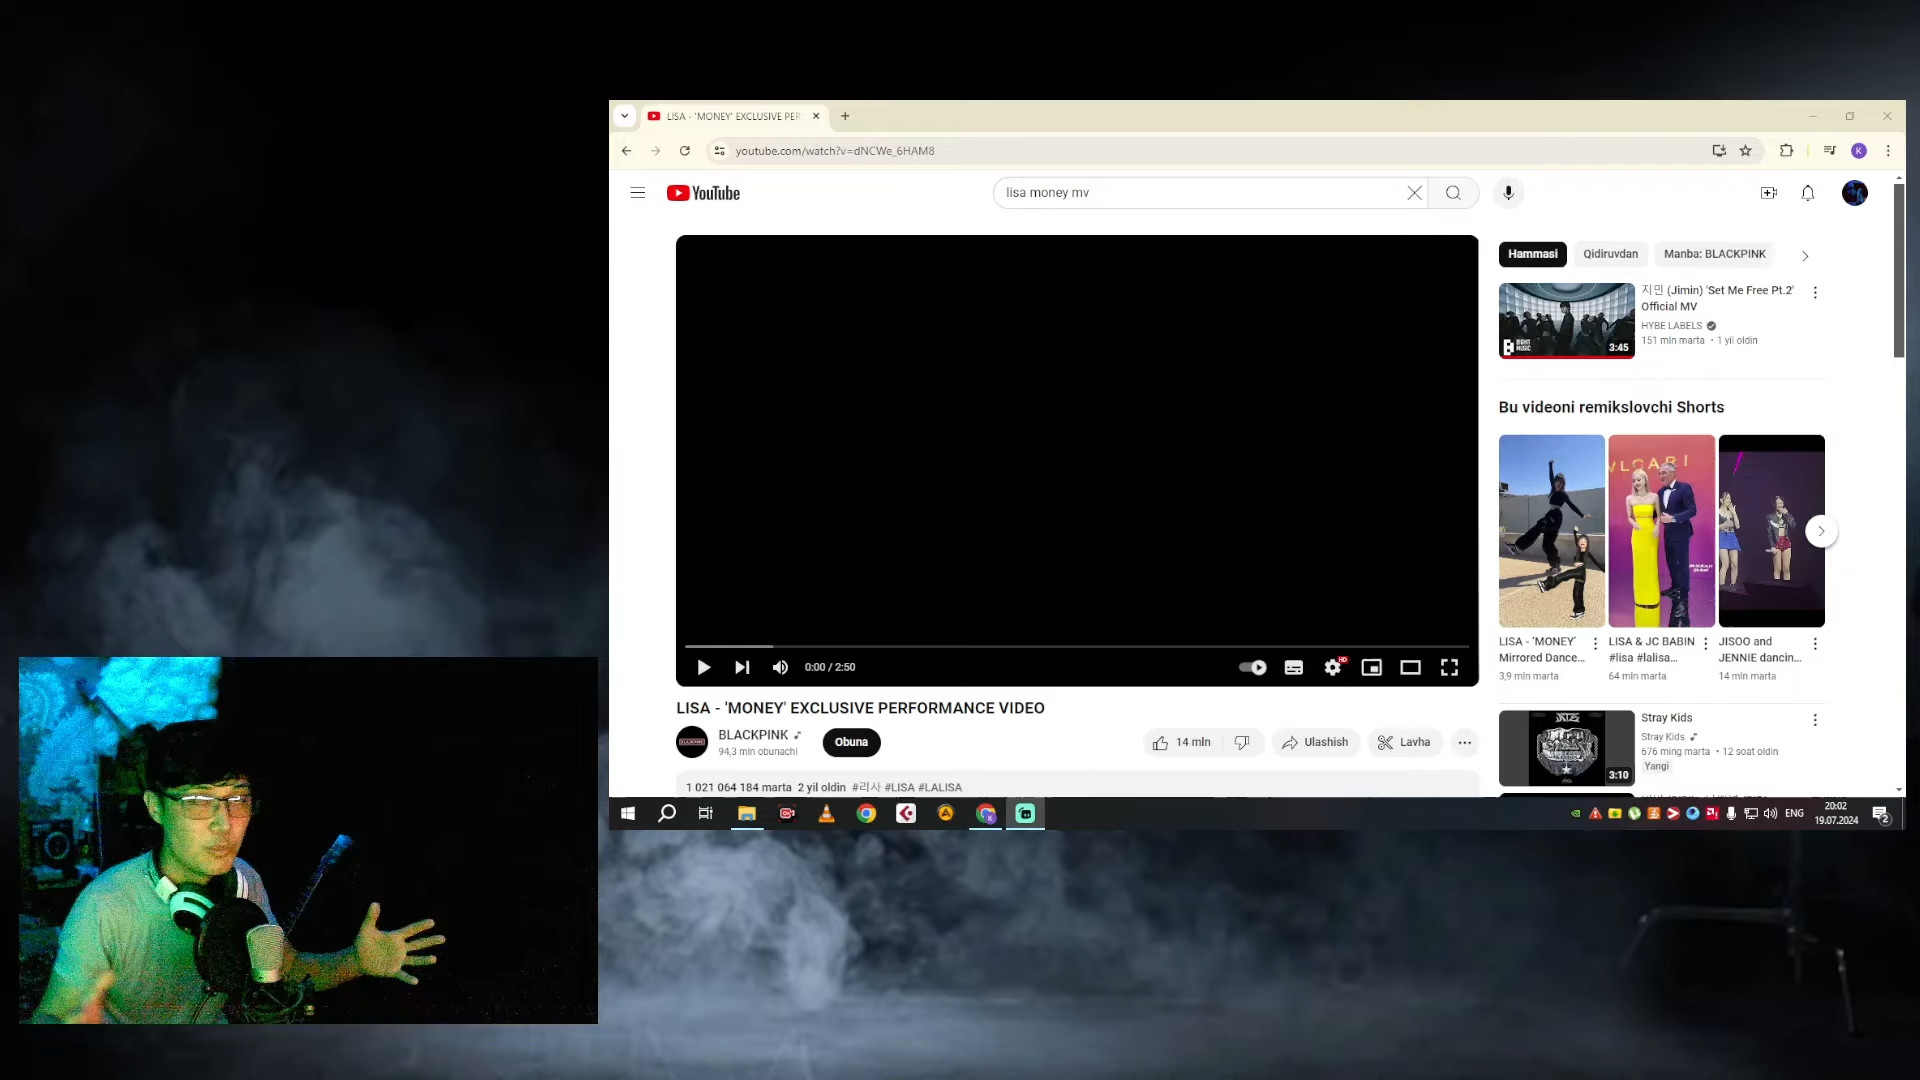 LISA - 'MONEY' EXCLUSIVE PER
youtube.com/watch?v=dNCWe_6HAM8
K
YouTube
lisa money mv
Hammasi
Qidiruvdan
Manba: BLACKPINK
지민 (Jimin) 'Set Me Free Pt.2'
Official MV
HYBE LABELS
151 mln marta • 1 yil oldin
BIGHIT
MUSIC
3:45
Bu videoni remikslovchi Shorts
VLGARI
LISA - 'MONEY'
Mirrored Dance...
3,9 mln marta
LISA & JC BABIN
#lisa #lalisa...
64 mln marta
JISOO and
JENNIE dancin...
14 mln marta
0:00 / 2:50
HD
LISA - 'MONEY' EXCLUSIVE PERFORMANCE VIDEO
BLACKPINK
94,3 mln obunachi
Obuna
14 mln
Ulashish
Lavha
1 021 064 184 marta 2 yil oldin #리사 #LISA #LALISA
Stray Kids
Stray Kids
676 ming marta • 12 soat oldin
Yangi
3:10
ENG
20:02
19.07.2024
2